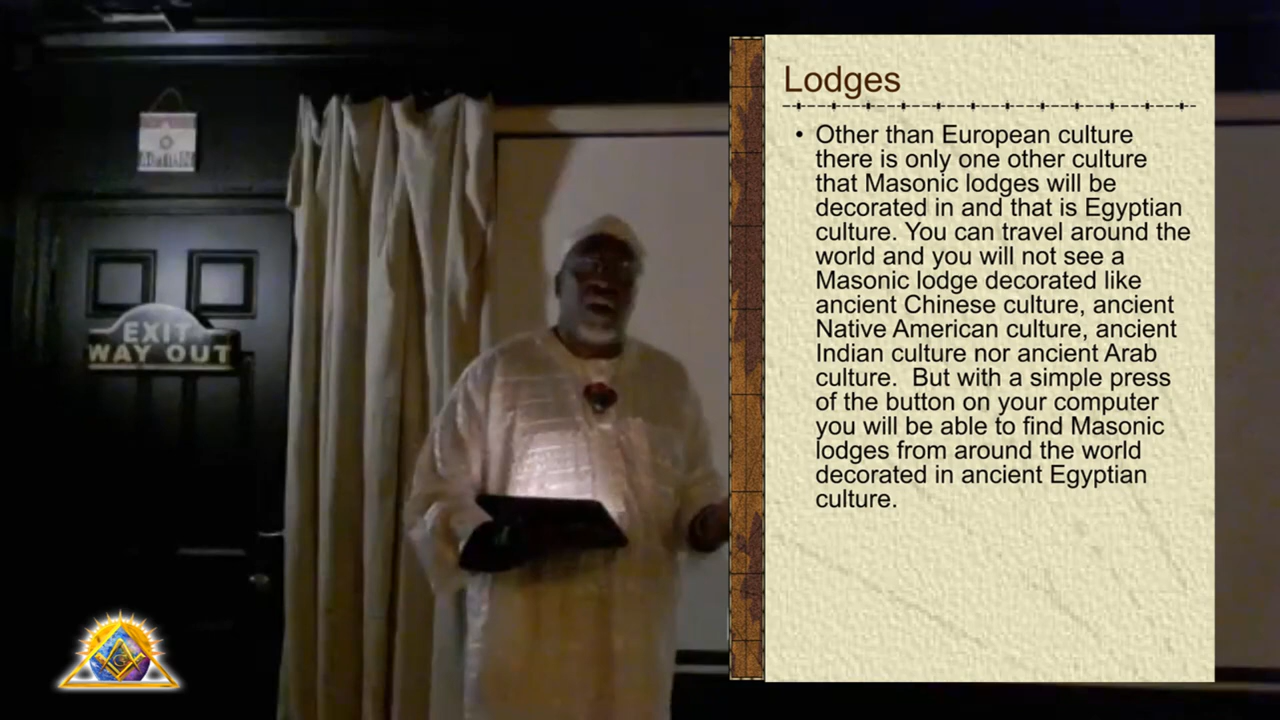 EXIT
WAY OUT
Lodges
• Other than European culture
there is only one other culture
that Masonic lodges will be
decorated in and that is Egyptian
culture. You can travel around the
world and you will not see a
Masonic lodge decorated like
ancient Chinese culture, ancient
Native American culture, ancient
Indian culture nor ancient Arab
culture.  But with a simple press
of the button on your computer
you will be able to find Masonic
lodges from around the world
decorated in ancient Egyptian
culture.
G